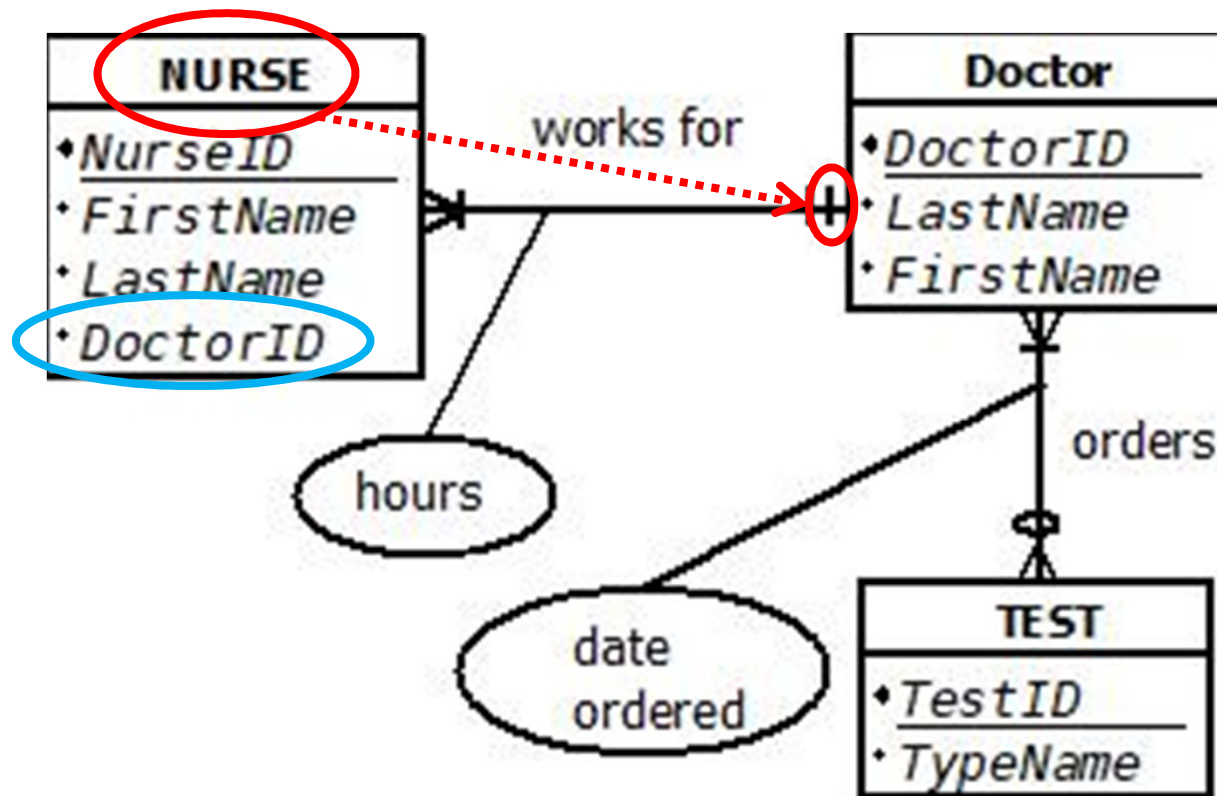 NURSE
NurseID
FirstName
LastName
DoctorID
works for
Doctor
DoctorID
LastName
FirstName
hours
orders
date
ordered
TEST
TestID
TypeName